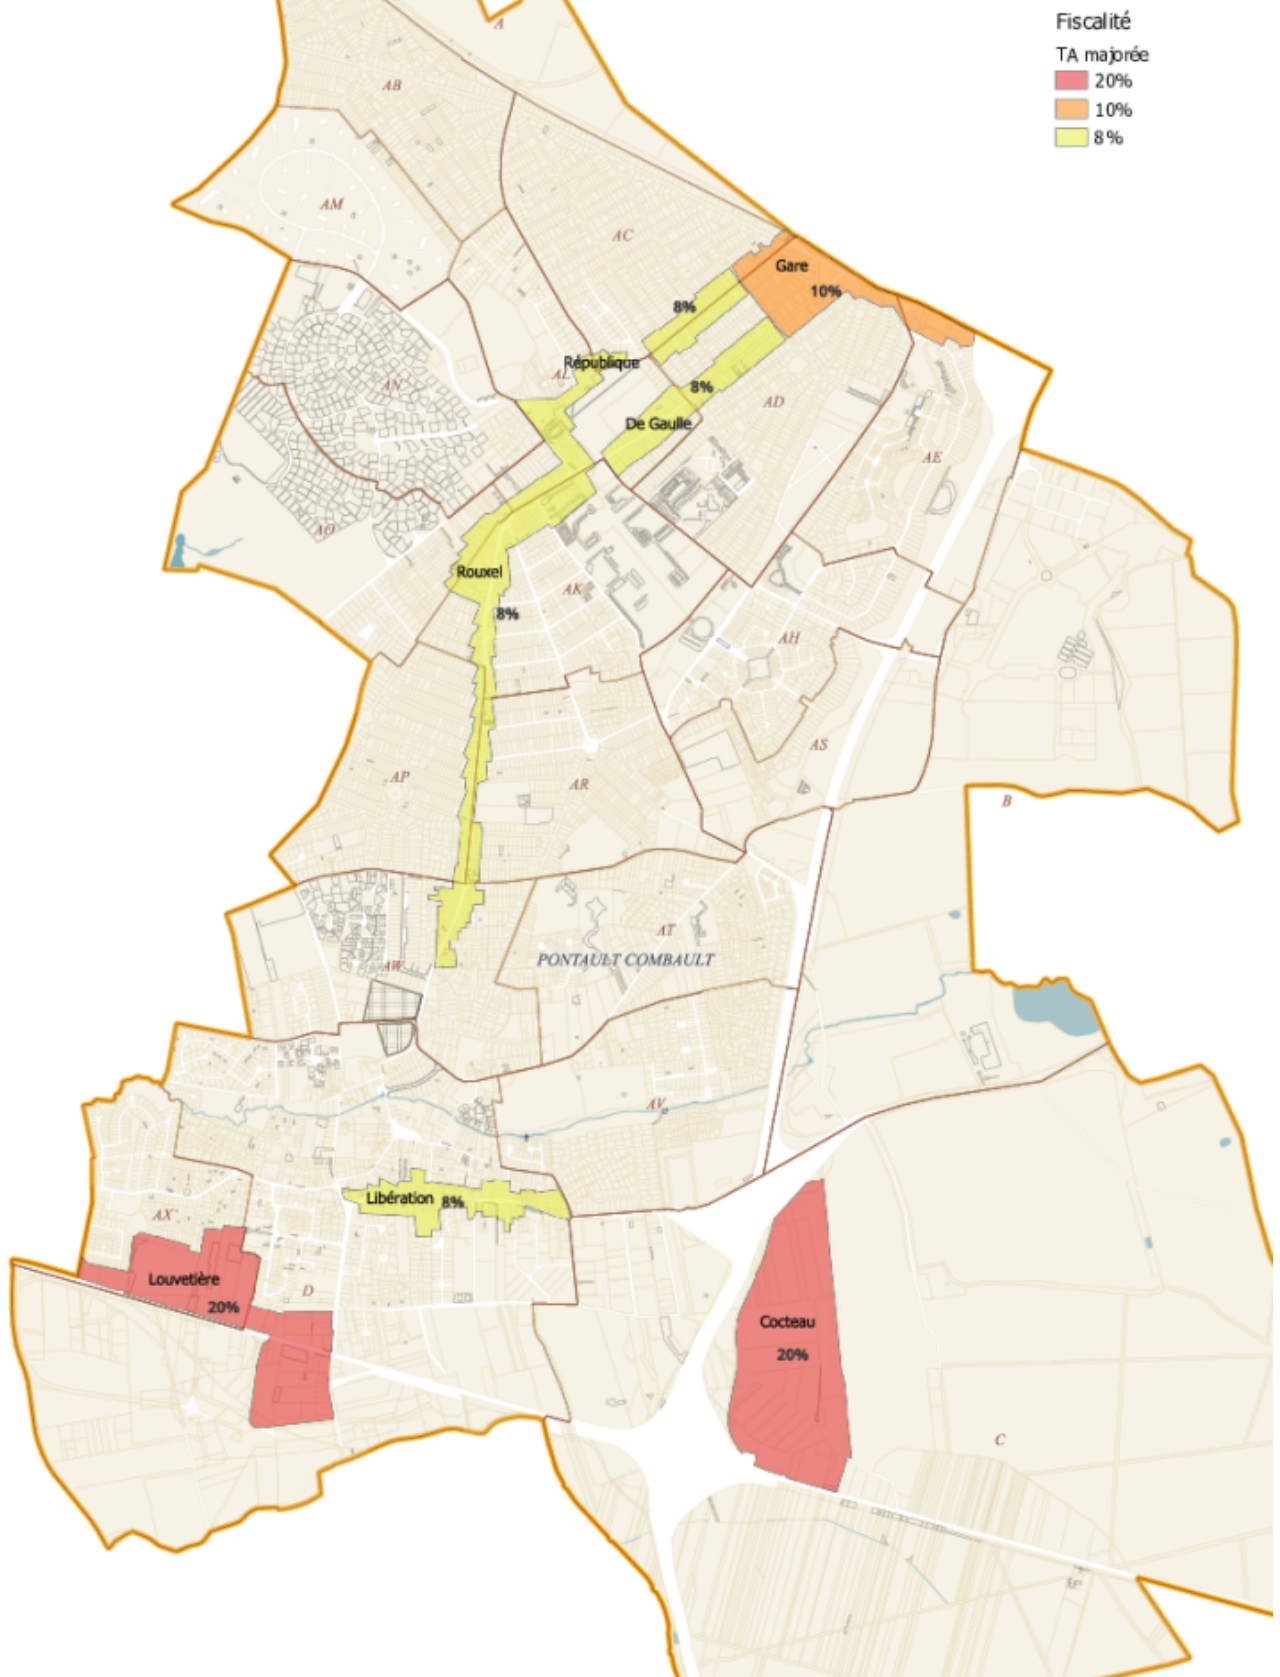 Fiscalité
TA majorée
20%
10%
8%
A
AB
AM
AC
Gare
10%
8%
République
AL
AN
8%
De Gaulle
AD
AE
AO
Rouxel
8%
AK
AH
AS
AP
AR
B
AT
PONTAULT COMBAULT
AW
AV
Libération 8%
AX
Louvetière
20%
D
Cocteau
20%
C